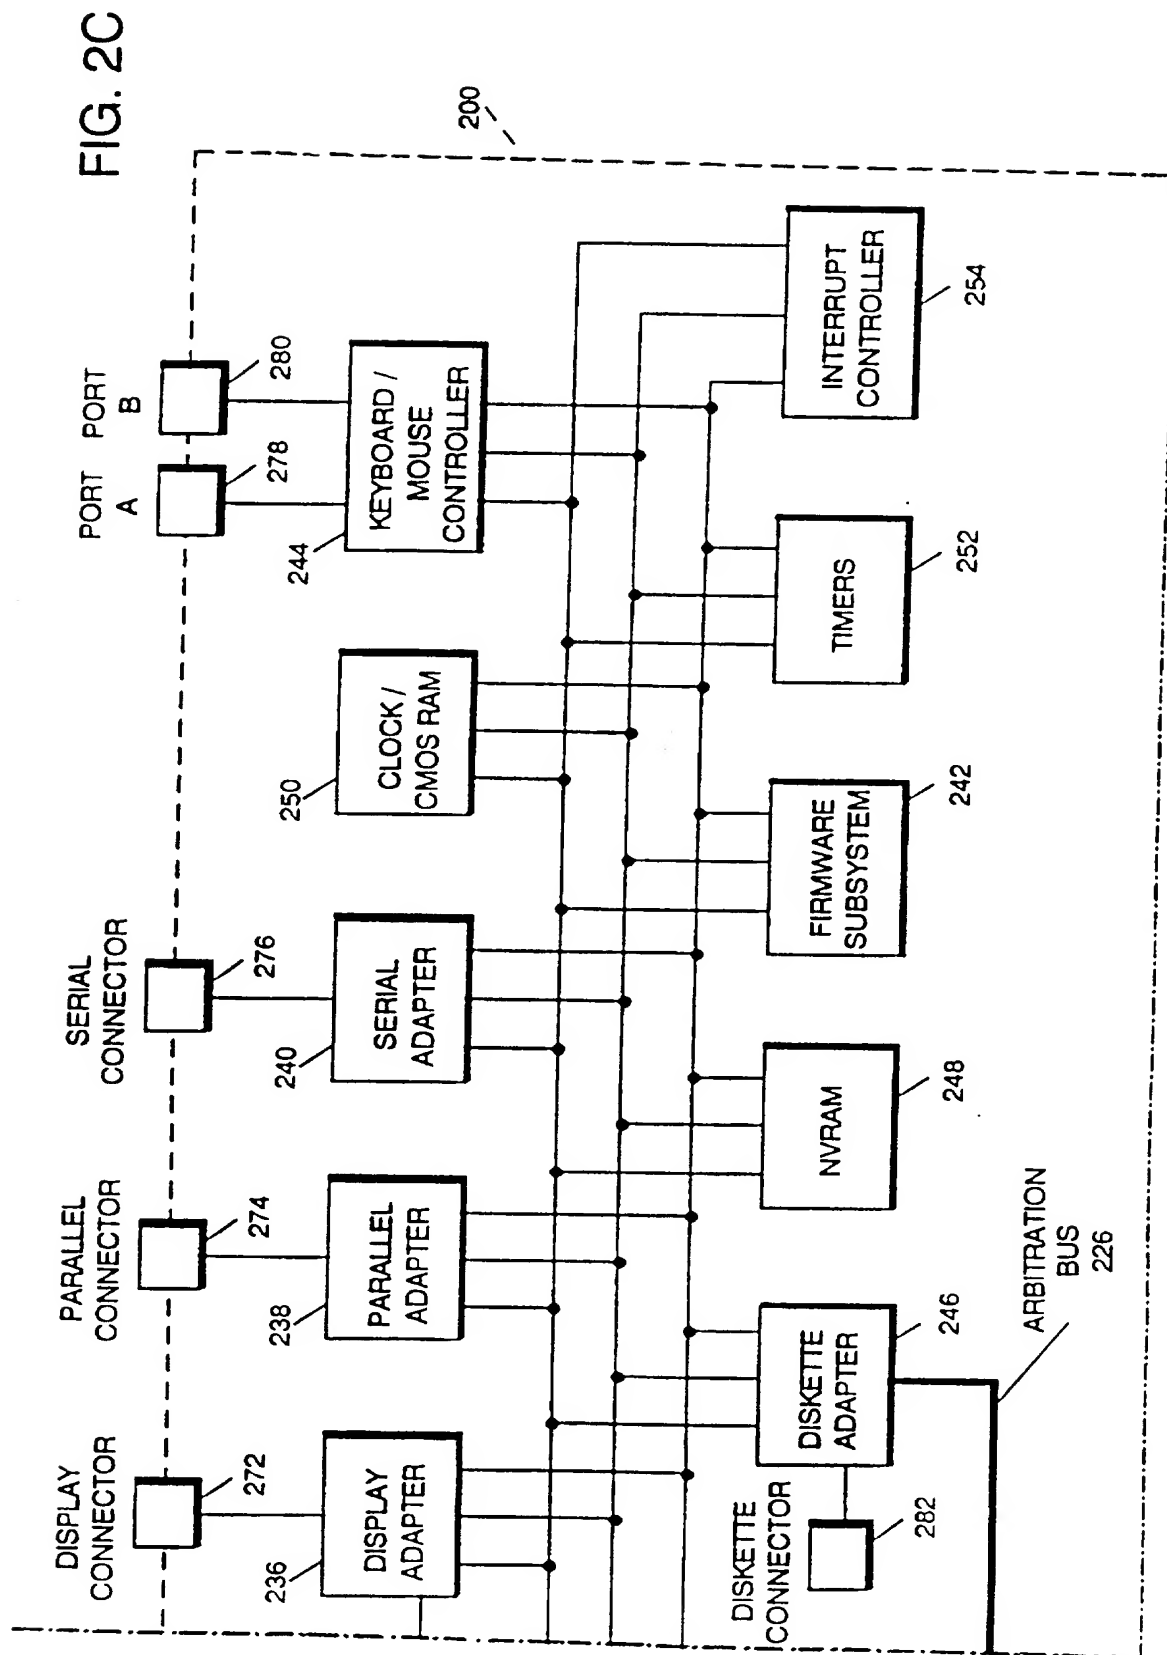 FIG. 2C
DISPLAY
CONNECTOR
272
PARALLEL
CONNECTOR
274
SERIAL
CONNECTOR
276
PORT
A
278
PORT
B
280
200
236
DISPLAY
ADAPTER
238
PARALLEL
ADAPTER
240
SERIAL
ADAPTER
250
CLOCK /
CMOS RAM
244
KEYBOARD /
MOUSE
CONTROLLER
DISKETTE
CONNECTOR
282
DISKETTE
ADAPTER
246
NVRAM
248
FIRMWARE
SUBSYSTEM
242
TIMERS
252
INTERRUPT
CONTROLLER
254
ARBITRATION
BUS
226